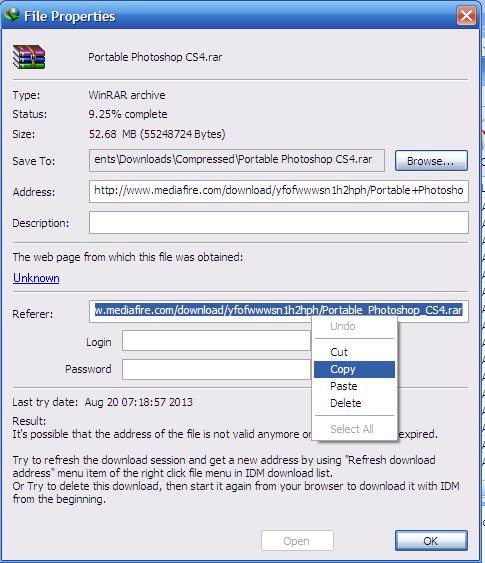 File Properties
Portable Photoshop CS4.rar
Type: WinRAR archive
Status: 9.25% complete
Size: 52.68 MB (55248724 Bytes)
Save To: ents\Downloads\Compressed\Portable Photoshop CS4.rar Browse...
Address: http://www.mediafire.com/download/yfofwwwsn1h2hph/Portable+Photosho
Description:
The web page from which this file was obtained:
Unknown
Referer: w.mediafire.com/download/yfofwwwsn1h2hph/Portable_Photoshop_CS4.rar
Undo
Login
Cut
Copy
Password
Paste
Delete
Select All
Last try date: Aug 20 07:18:57 2013
Result:
It's possible that the address of the file is not valid anymore or expired.
Try to refresh the download session and get a new address by using "Refresh download
address" menu item of the right click file menu in IDM download list.
Or Try to delete this download, then start it again from your browser to download it with IDM
from the beginning.
Open OK